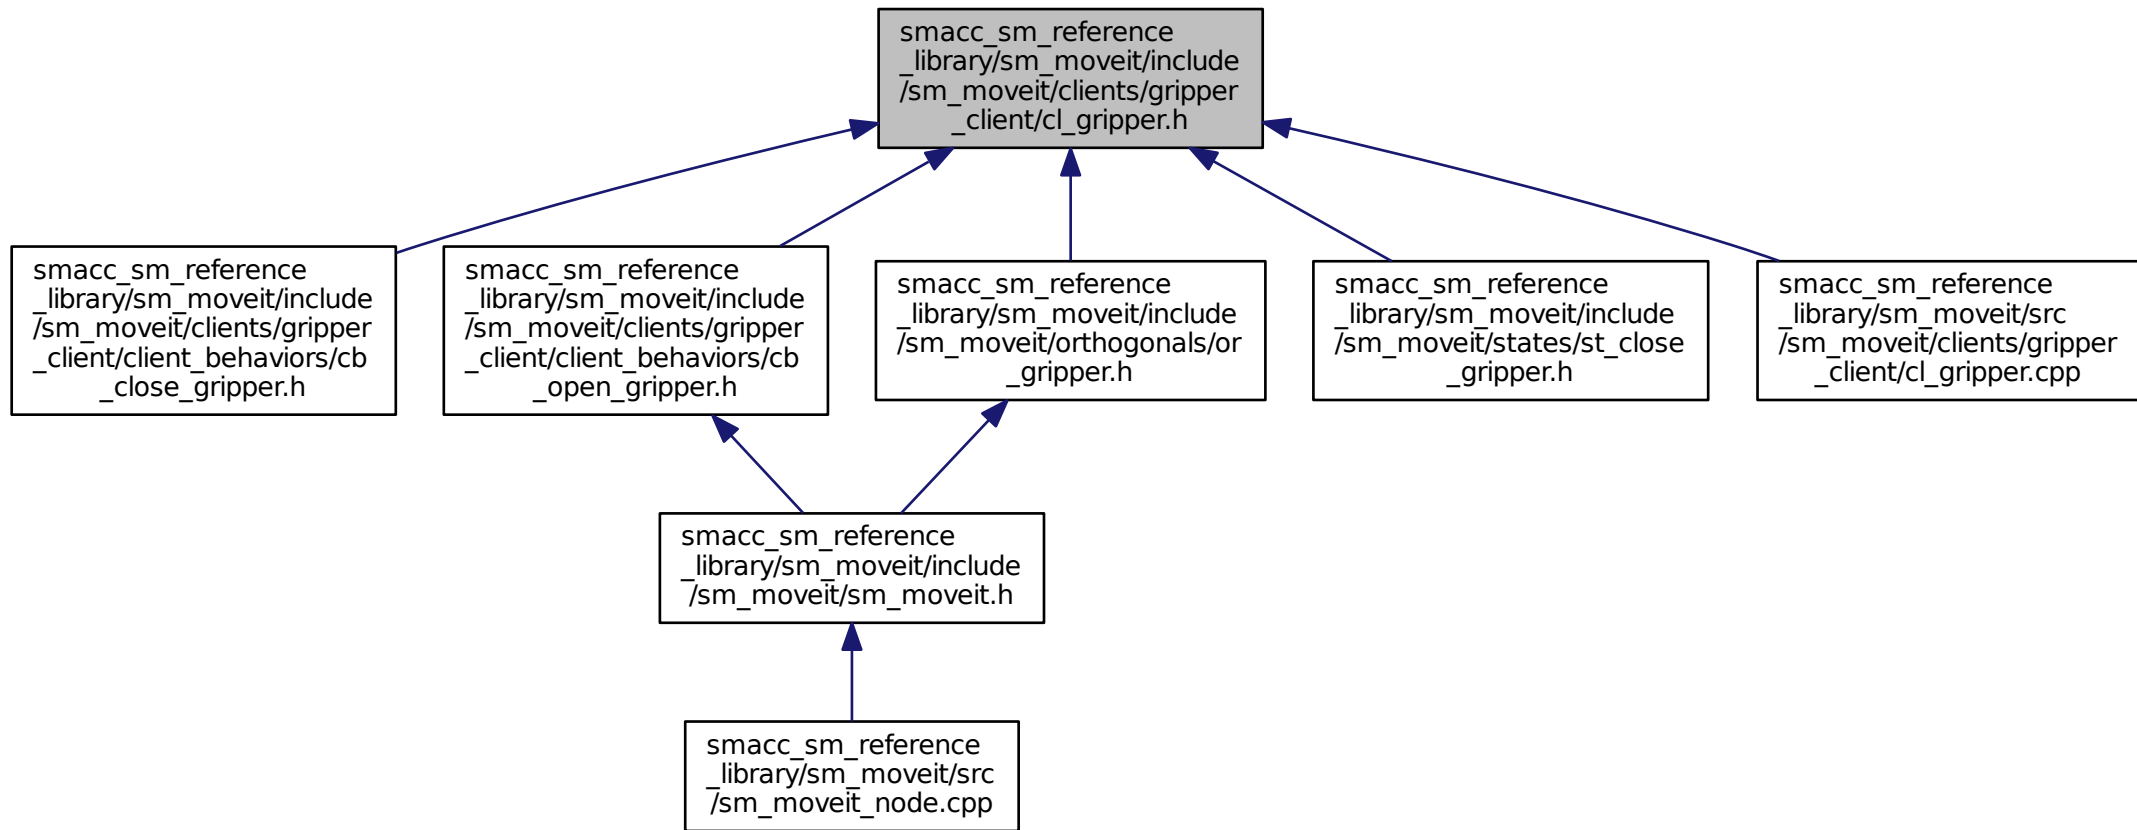 smacc_sm_reference
_library/sm_moveit/include
/sm_moveit/clients/gripper
_client/cl_gripper.h
smacc_sm_reference
_library/sm_moveit/include
/sm_moveit/clients/gripper
_client/client_behaviors/cb
_close_gripper.h
smacc_sm_reference
_library/sm_moveit/include
/sm_moveit/clients/gripper
_client/client_behaviors/cb
_open_gripper.h
smacc_sm_reference
_library/sm_moveit/include
/sm_moveit/orthogonals/or
_gripper.h
smacc_sm_reference
_library/sm_moveit/include
/sm_moveit/states/st_close
_gripper.h
smacc_sm_reference
_library/sm_moveit/src
/sm_moveit/clients/gripper
_client/cl_gripper.cpp
smacc_sm_reference
_library/sm_moveit/include
/sm_moveit/sm_moveit.h
smacc_sm_reference
_library/sm_moveit/src
/sm_moveit_node.cpp